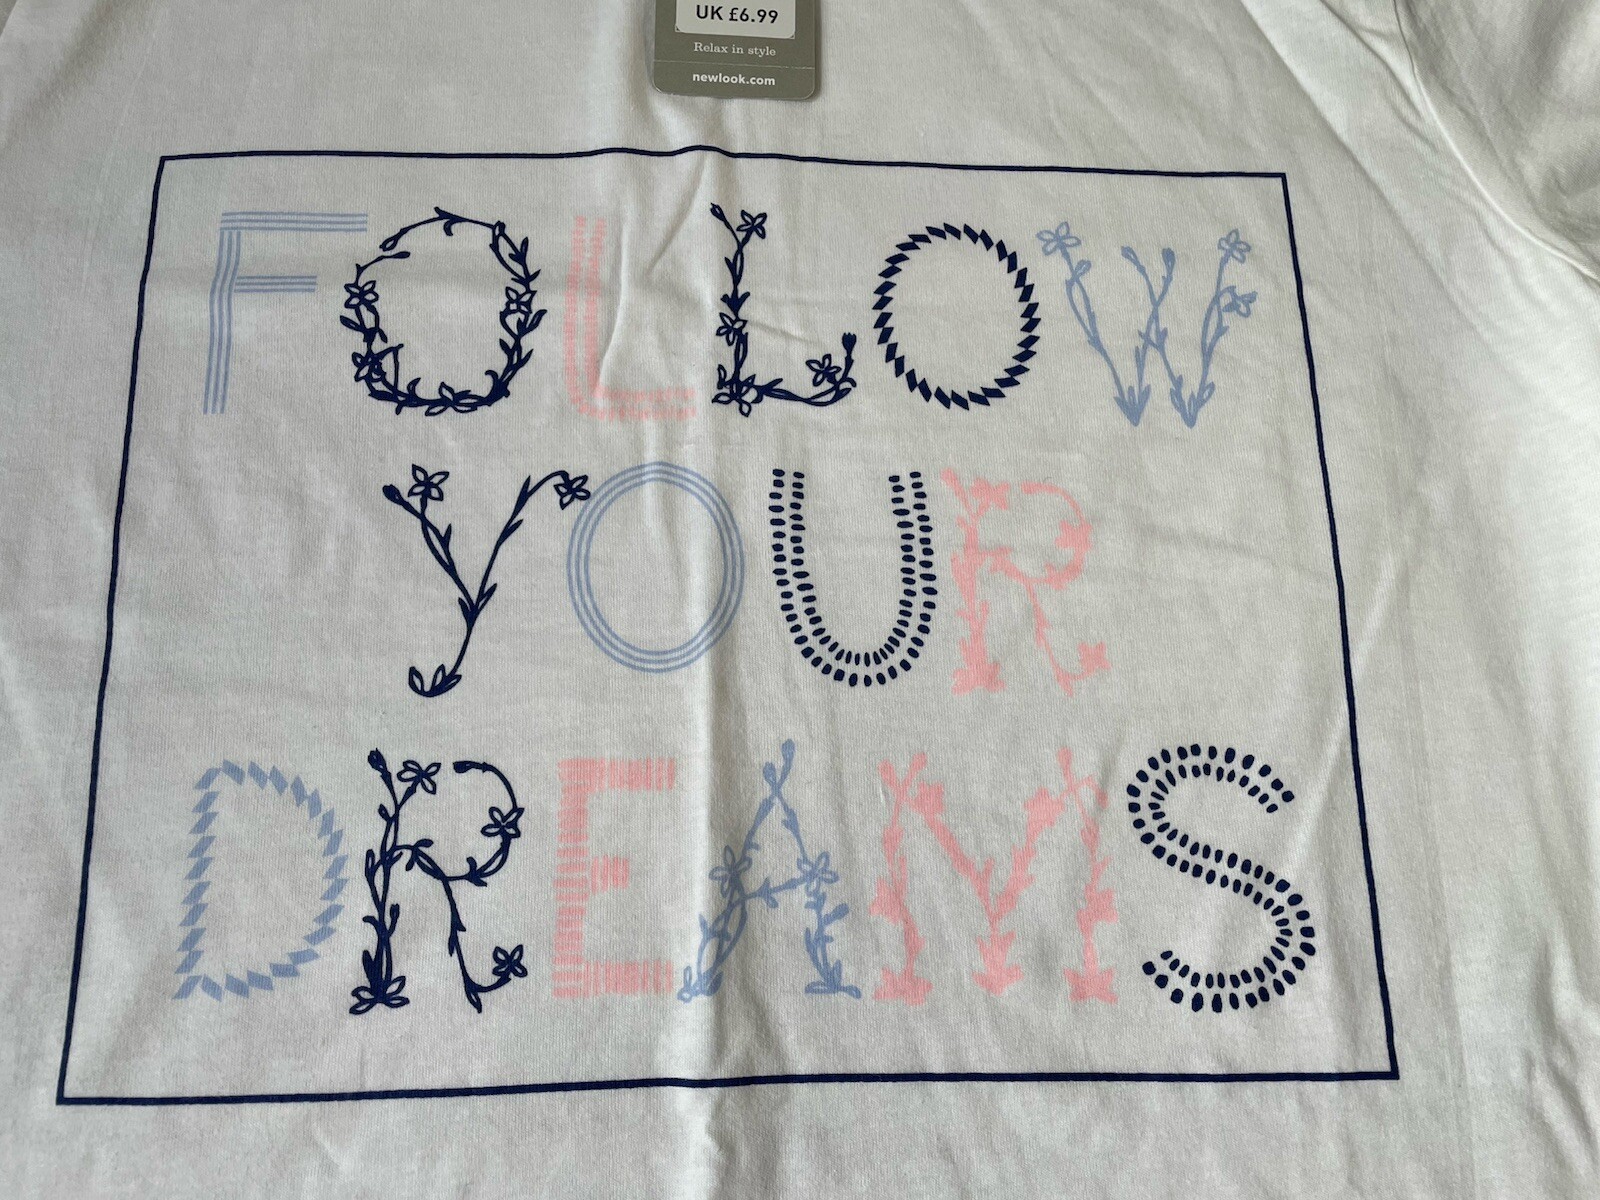 UK £6.99
Relax in style
newlook.com
FOLLOW
YOUR
DREAMS